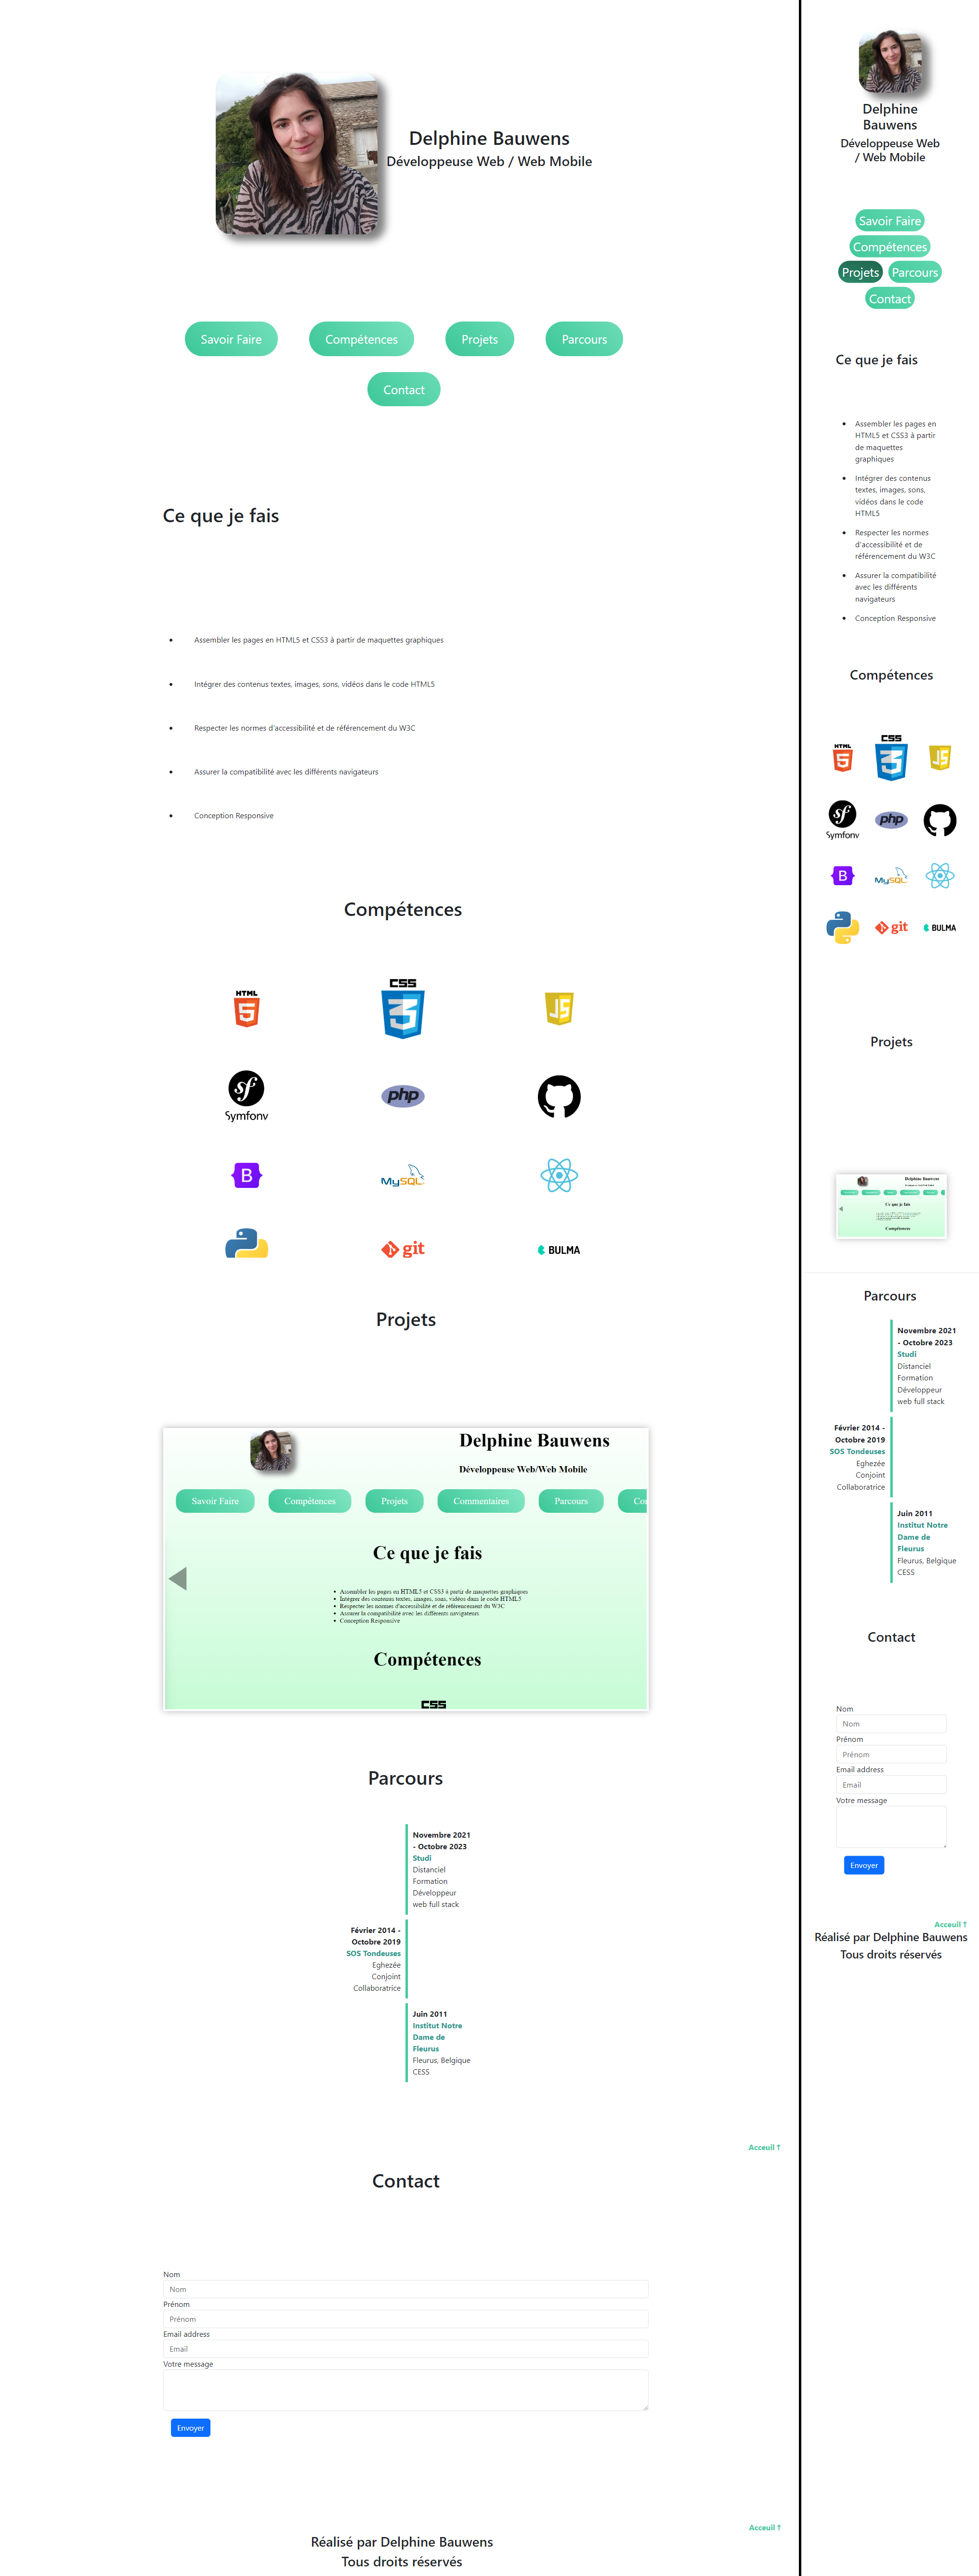 Delphine Bauwens
Développeuse Web / Web Mobile
Savoir Faire
Compétences
Projets
Parcours
Contact
Ce que je fais
Assembler les pages en HTML5 et CSS3 à partir de maquettes graphiques
Intégrer des contenus textes, images, sons, vidéos dans le code HTML5
Respecter les normes d'accessibilité et de référencement du W3C
Assurer la compatibilité avec les différents navigateurs
Conception Responsive
Compétences
HTML
5
CSS
3
JS
sf
Symfony
php
B
MySQL
git
BULMA
Projets
Delphine Bauwens
Développeuse Web/Web Mobile
Savoir Faire
Compétences
Projets
Commentaires
Parcours
Co
Ce que je fais
Assembler les pages en HTML5 et CSS3 à partir de maquettes graphiques
Intégrer des contenus textes, images, sons, vidéos dans le code HTML5
Respecter les normes d'accessibilité et de référencement du W3C
Assurer la compatibilité avec les différents navigateurs
Conception Responsive
Compétences
CSS
Parcours
Novembre 2021
- Octobre 2023
Studi
Distanciel
Formation
Développeur
web full stack
Février 2014 -
Octobre 2019
SOS Tondeuses
Eghezée
Conjoint
Collaboratrice
Juin 2011
Institut Notre
Dame de
Fleurus
Fleurus, Belgique
CESS
Acceuil ↑
Contact
Nom
Nom
Prénom
Prénom
Email address
Email
Votre message
Envoyer
Acceuil ↑
Réalisé par Delphine Bauwens
Tous droits réservés
Delphine
Bauwens
Développeuse Web
/ Web Mobile
Savoir Faire
Compétences
Projets
Parcours
Contact
Ce que je fais
Assembler les pages en
HTML5 et CSS3 à partir
de maquettes
graphiques
Intégrer des contenus
textes, images, sons,
vidéos dans le code
HTML5
Respecter les normes
d'accessibilité et de
référencement du W3C
Assurer la compatibilité
avec les différents
navigateurs
Conception Responsive
Compétences
HTML
5
CSS
3
JS
sf
Symfony
php
B
MySQL
git
BULMA
Projets
Delphine Bauwens
Ce que je fais
Compétences
Parcours
Novembre 2021
- Octobre 2023
Studi
Distanciel
Formation
Développeur
web full stack
Février 2014 -
Octobre 2019
SOS Tondeuses
Eghezée
Conjoint
Collaboratrice
Juin 2011
Institut Notre
Dame de
Fleurus
Fleurus, Belgique
CESS
Contact
Nom
Nom
Prénom
Prénom
Email address
Email
Votre message
Envoyer
Acceuil ↑
Réalisé par Delphine Bauwens
Tous droits réservés